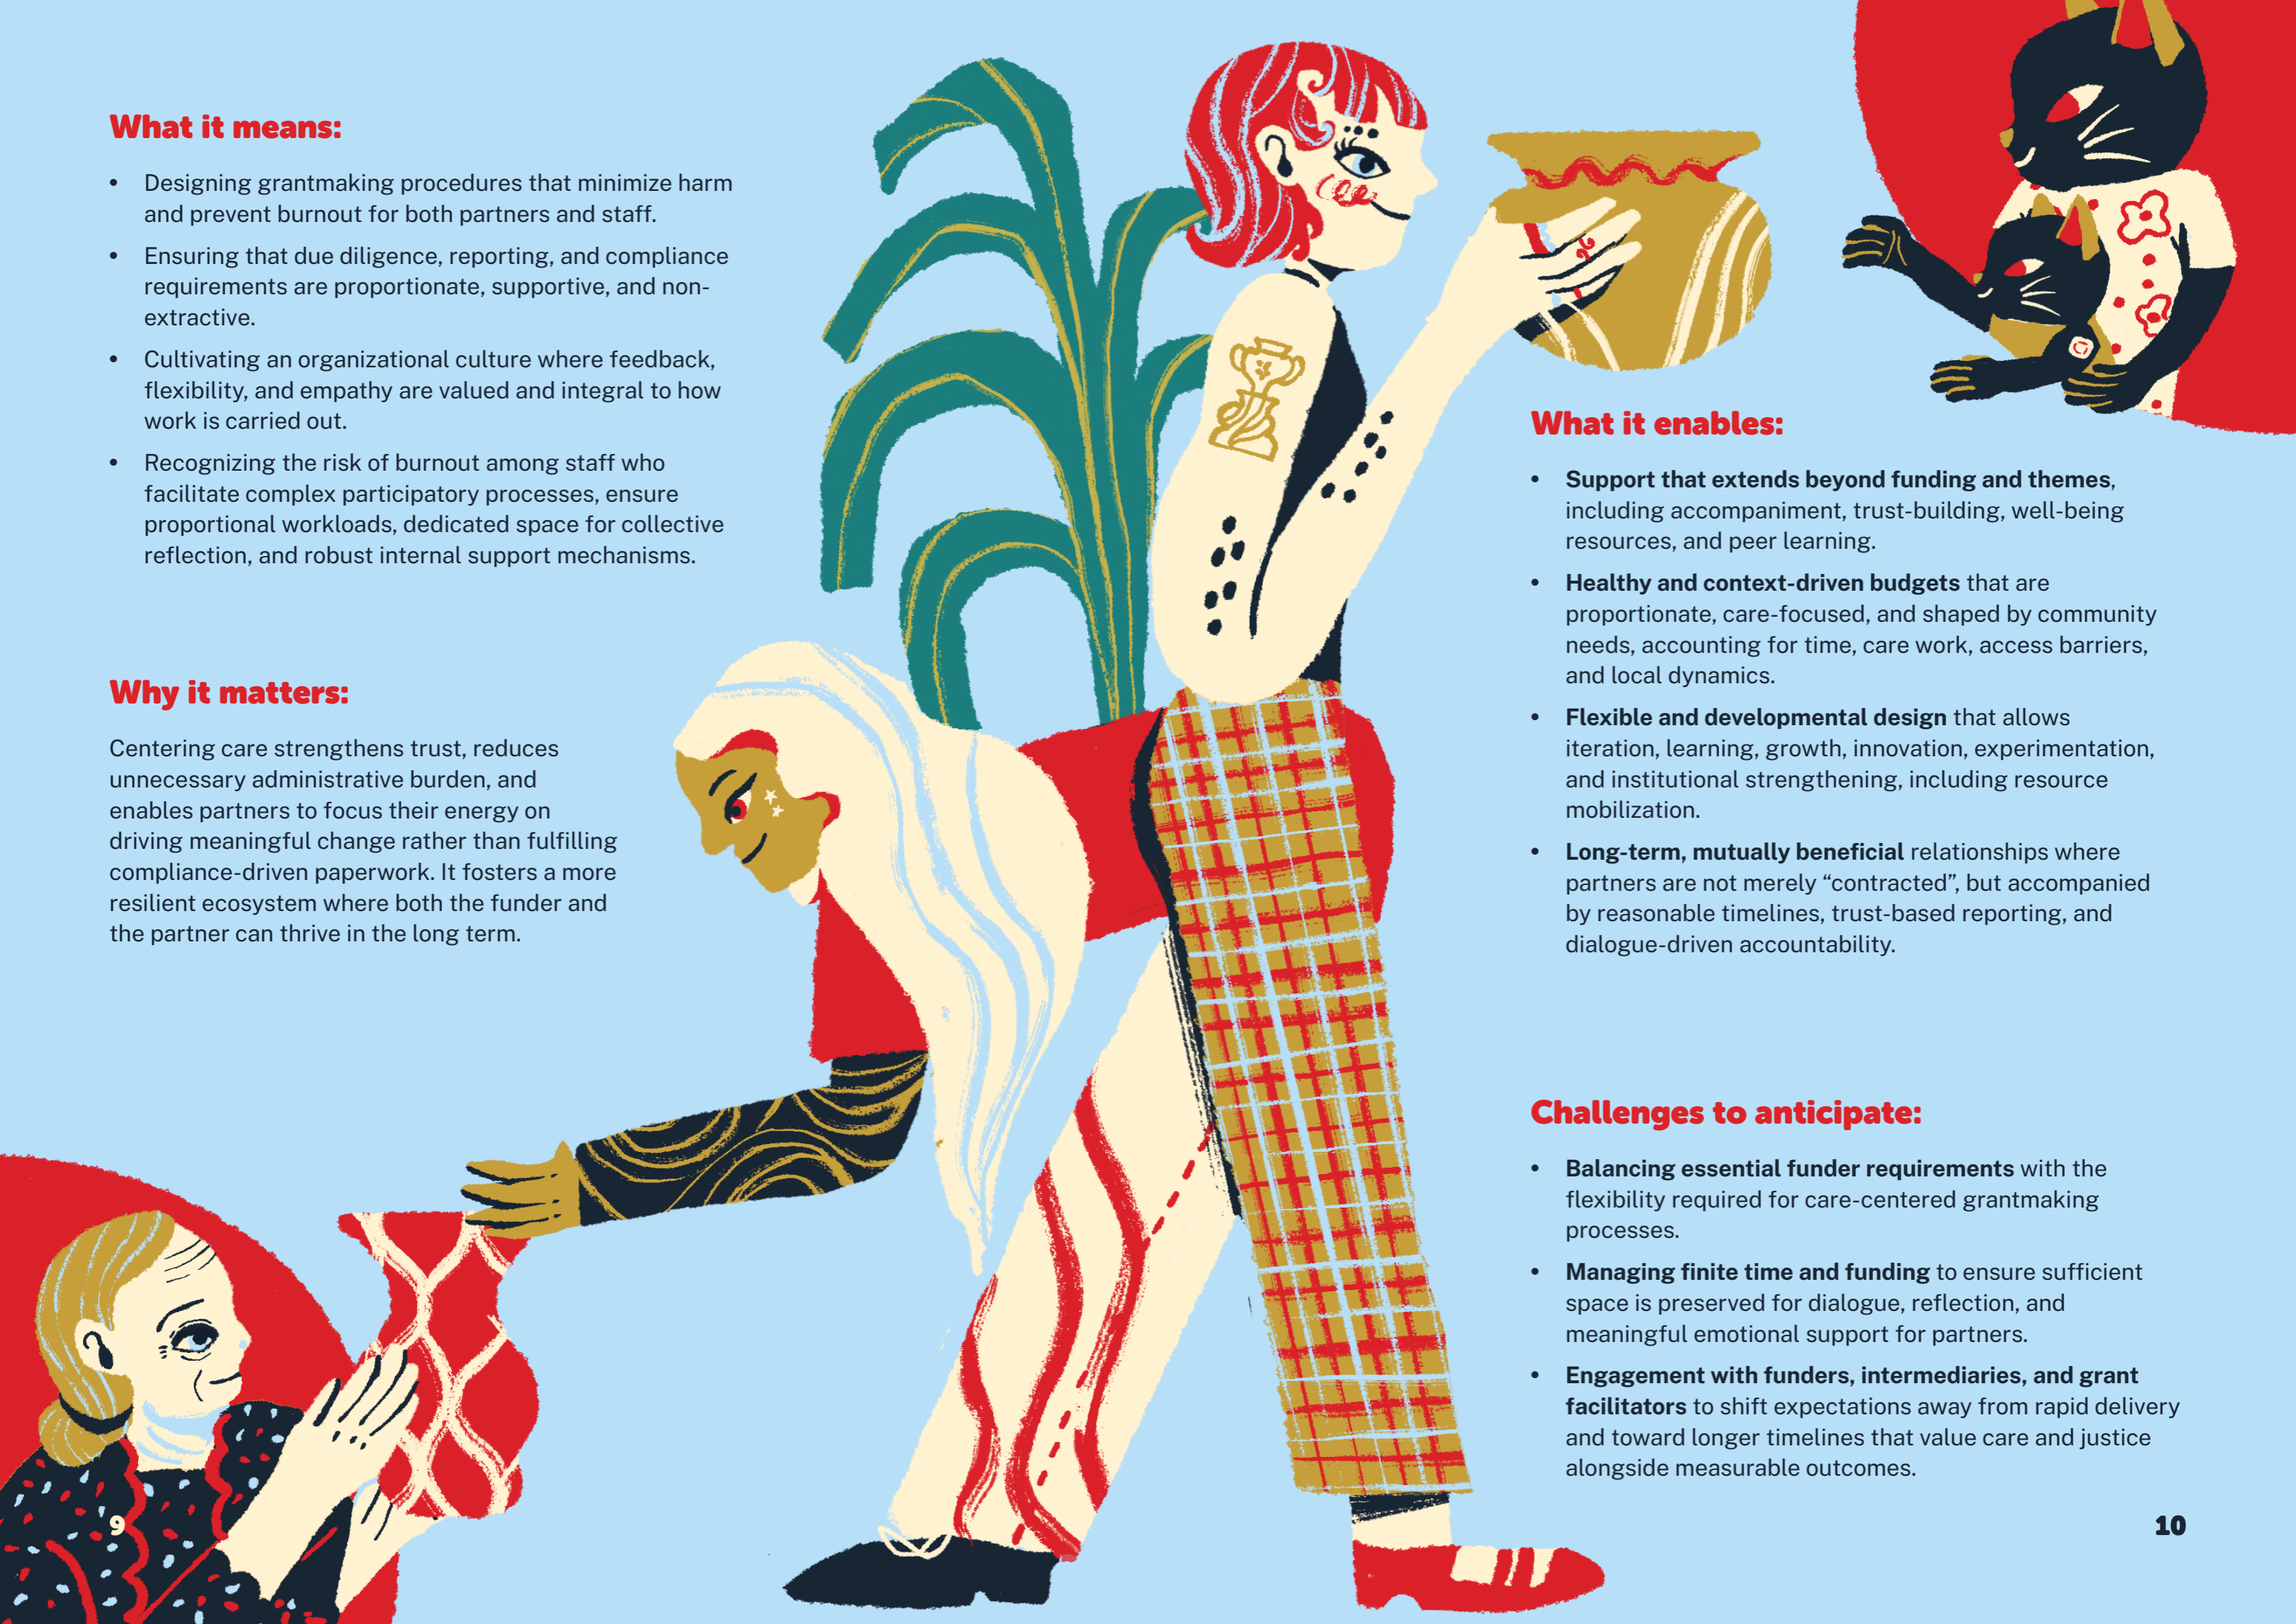 What it means:
• Designing grantmaking procedures that minimize harm
and prevent burnout for both partners and staff.
• Ensuring that due diligence, reporting, and compliance
requirements are proportionate, supportive, and non-
extractive.
• Cultivating an organizational culture where feedback,
flexibility, and empathy are valued and integral to how
work is carried out.
• Recognizing the risk of burnout among staff who
facilitate complex participatory processes, ensure
proportional workloads, dedicated space for collective
reflection, and robust internal support mechanisms.
Why it matters:
Centering care strengthens trust, reduces
unnecessary administrative burden, and
enables partners to focus their energy on
driving meaningful change rather than fulfilling
compliance-driven paperwork. It fosters a more
resilient ecosystem where both the funder and
the partner can thrive in the long term.
9
What it enables:
• Support that extends beyond funding and themes,
including accompaniment, trust-building, well-being
resources, and peer learning.
• Healthy and context-driven budgets that are
proportionate, care-focused, and shaped by community
needs, accounting for time, care work, access barriers,
and local dynamics.
• Flexible and developmental design that allows
iteration, learning, growth, innovation, experimentation,
and institutional strengthening, including resource
mobilization.
• Long-term, mutually beneficial relationships where
partners are not merely “contracted”, but accompanied
by reasonable timelines, trust-based reporting, and
dialogue-driven accountability.
Challenges to anticipate:
• Balancing essential funder requirements with the
flexibility required for care-centered grantmaking
processes.
• Managing finite time and funding to ensure sufficient
space is preserved for dialogue, reflection, and
meaningful emotional support for partners.
• Engagement with funders, intermediaries, and grant
facilitators to shift expectations away from rapid delivery
and toward longer timelines that value care and justice
alongside measurable outcomes.
10